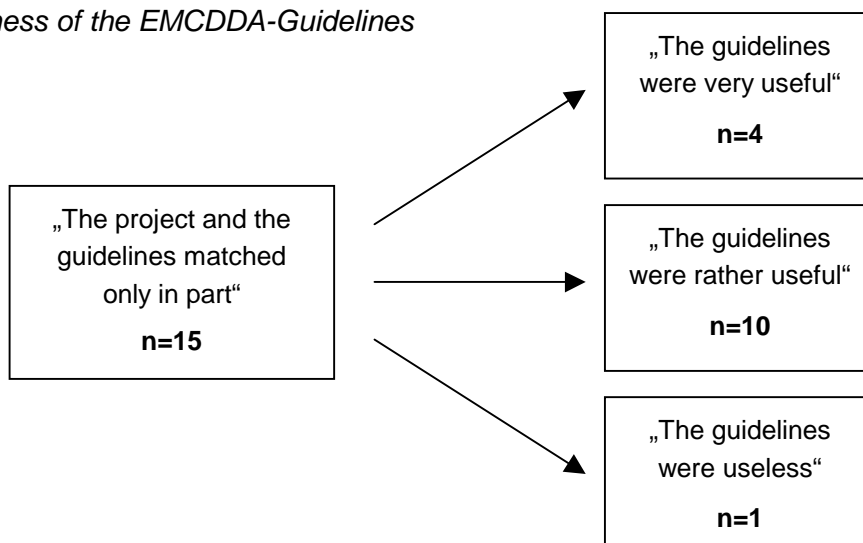 ness of the EMCDDA-Guidelines
„The guidelines
were very useful“
n=4
„The project and the
guidelines matched
only in part“
n=15
„The guidelines
were rather useful“
n=10
„The guidelines
were useless“
n=1